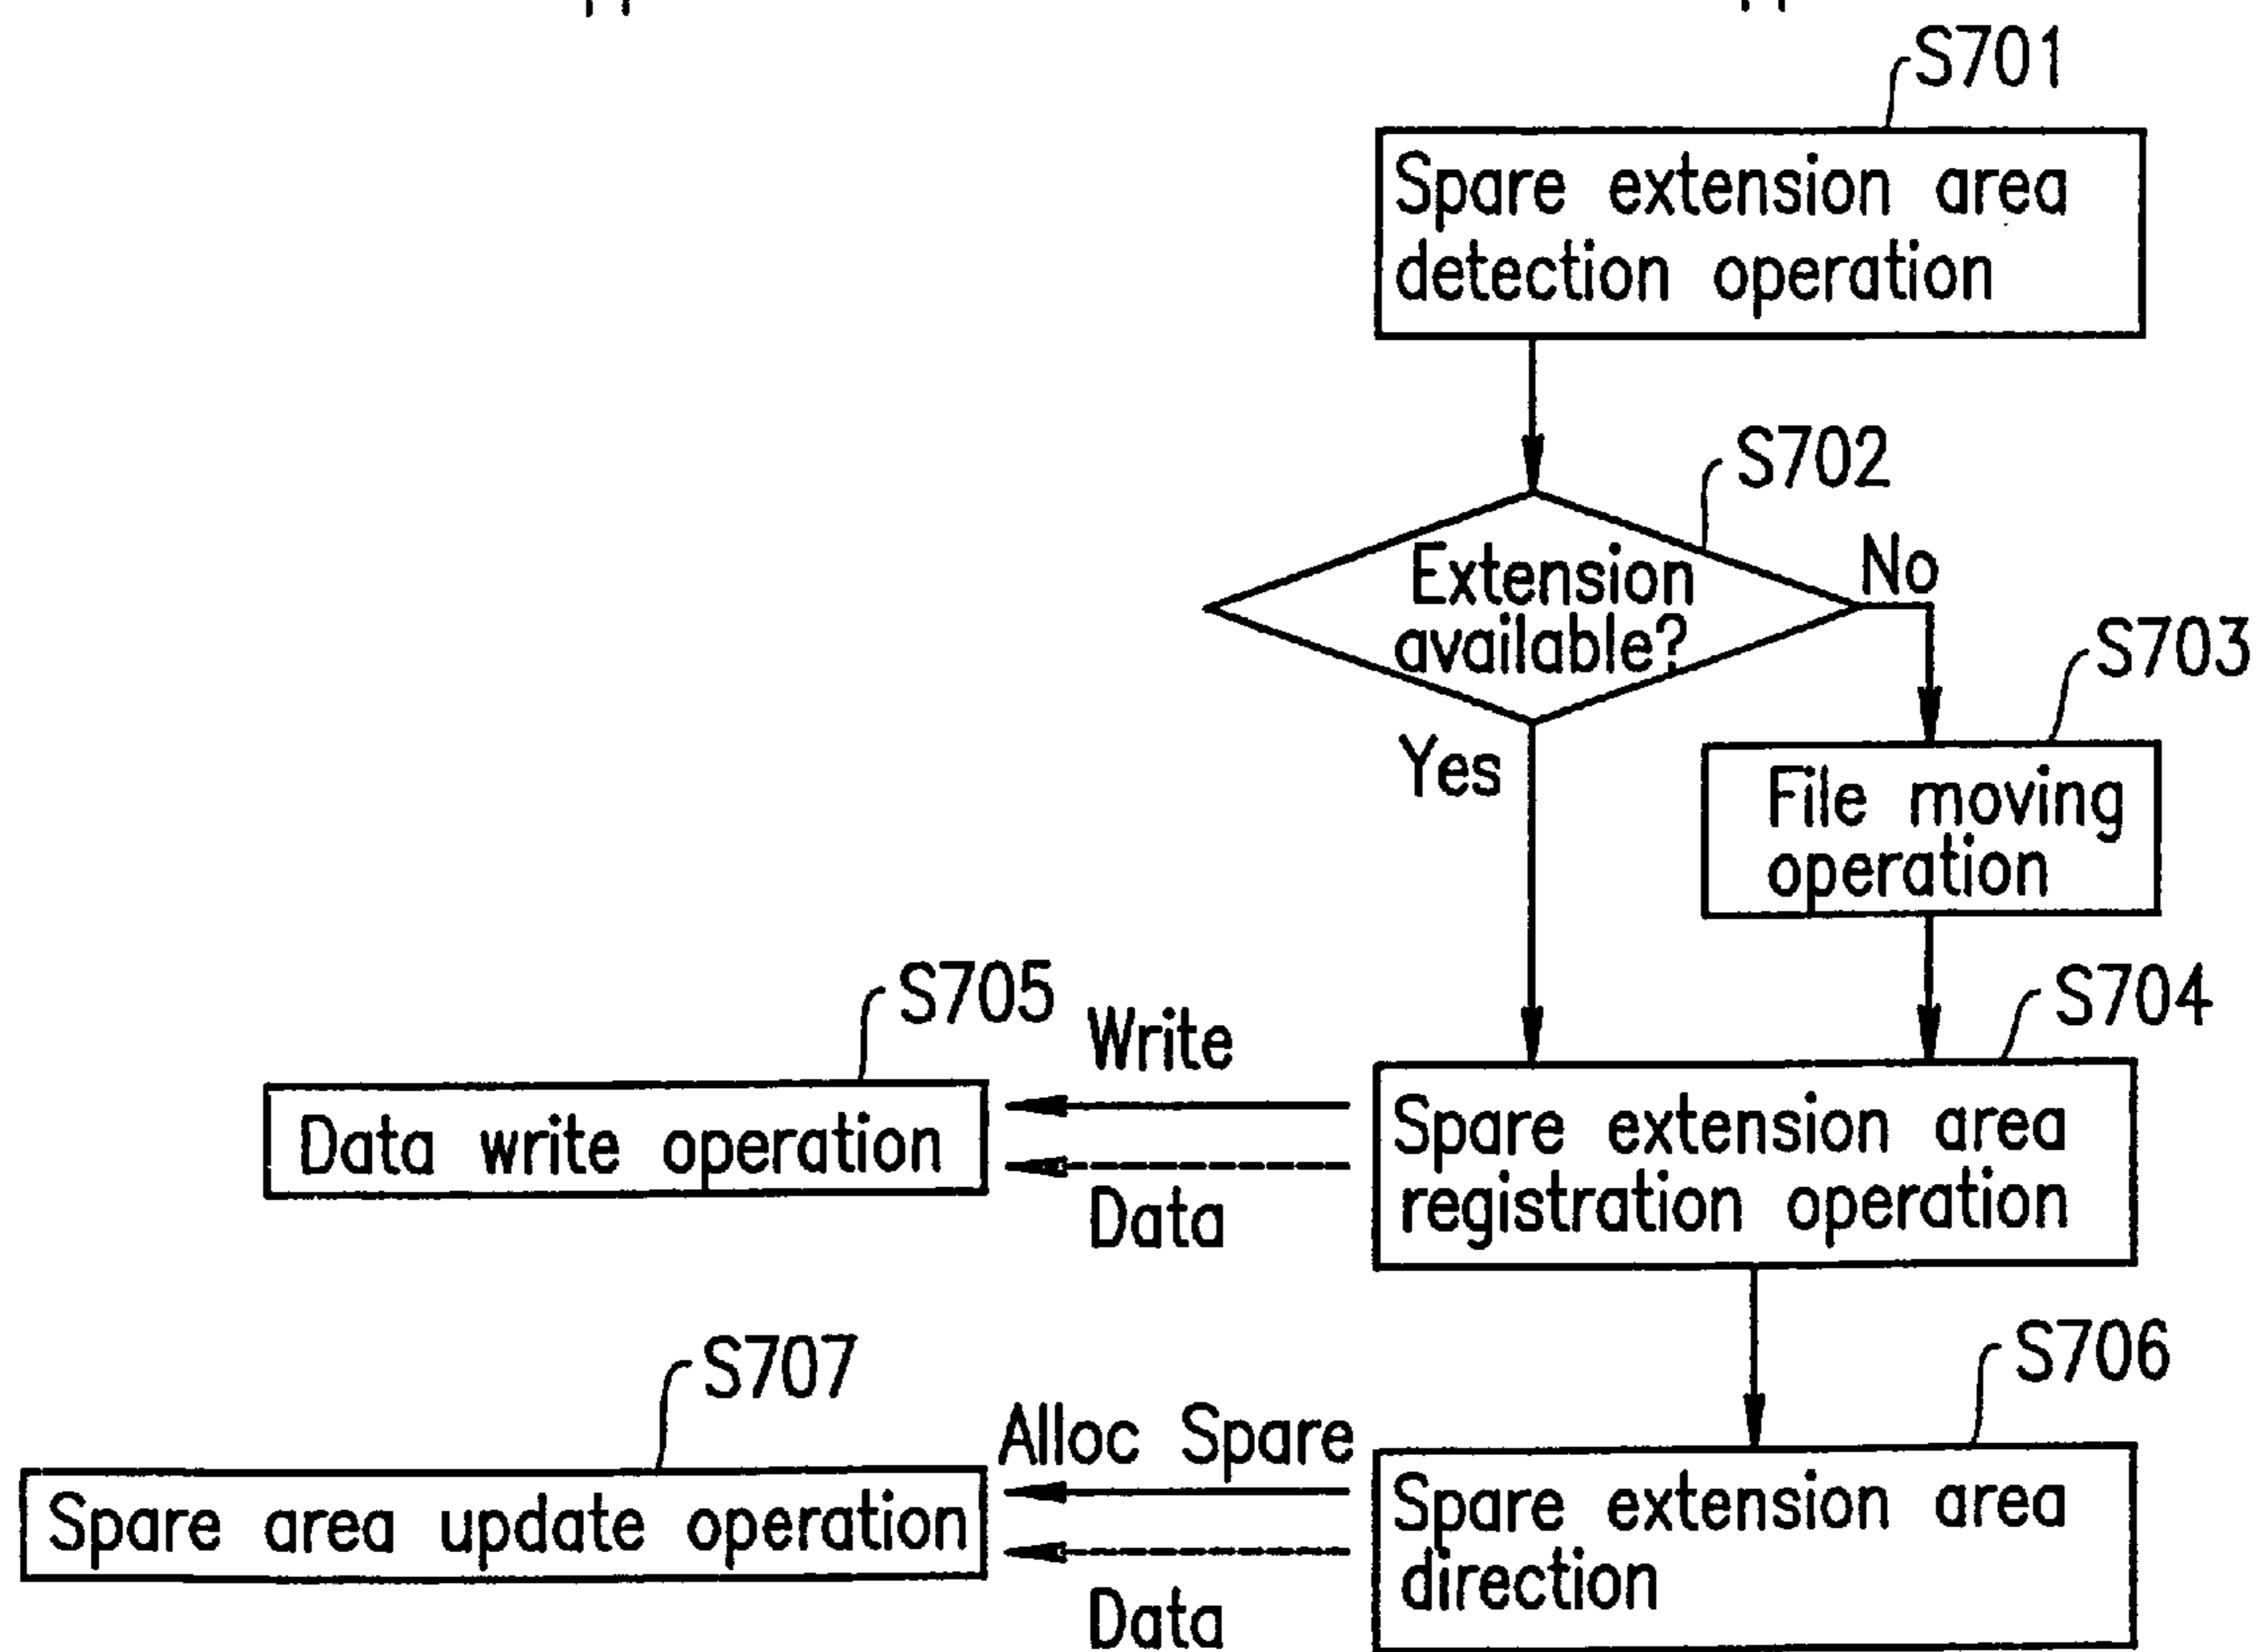 S701
Spare extension area
detection operation
S702
Extension
available?
No
Yes
S703
File moving
operation
S704
Spare extension area
registration operation
S705
Write
Data write operation
Data
S706
Spare extension area
direction
S707
Alloc Spare
Spare area update operation
Data